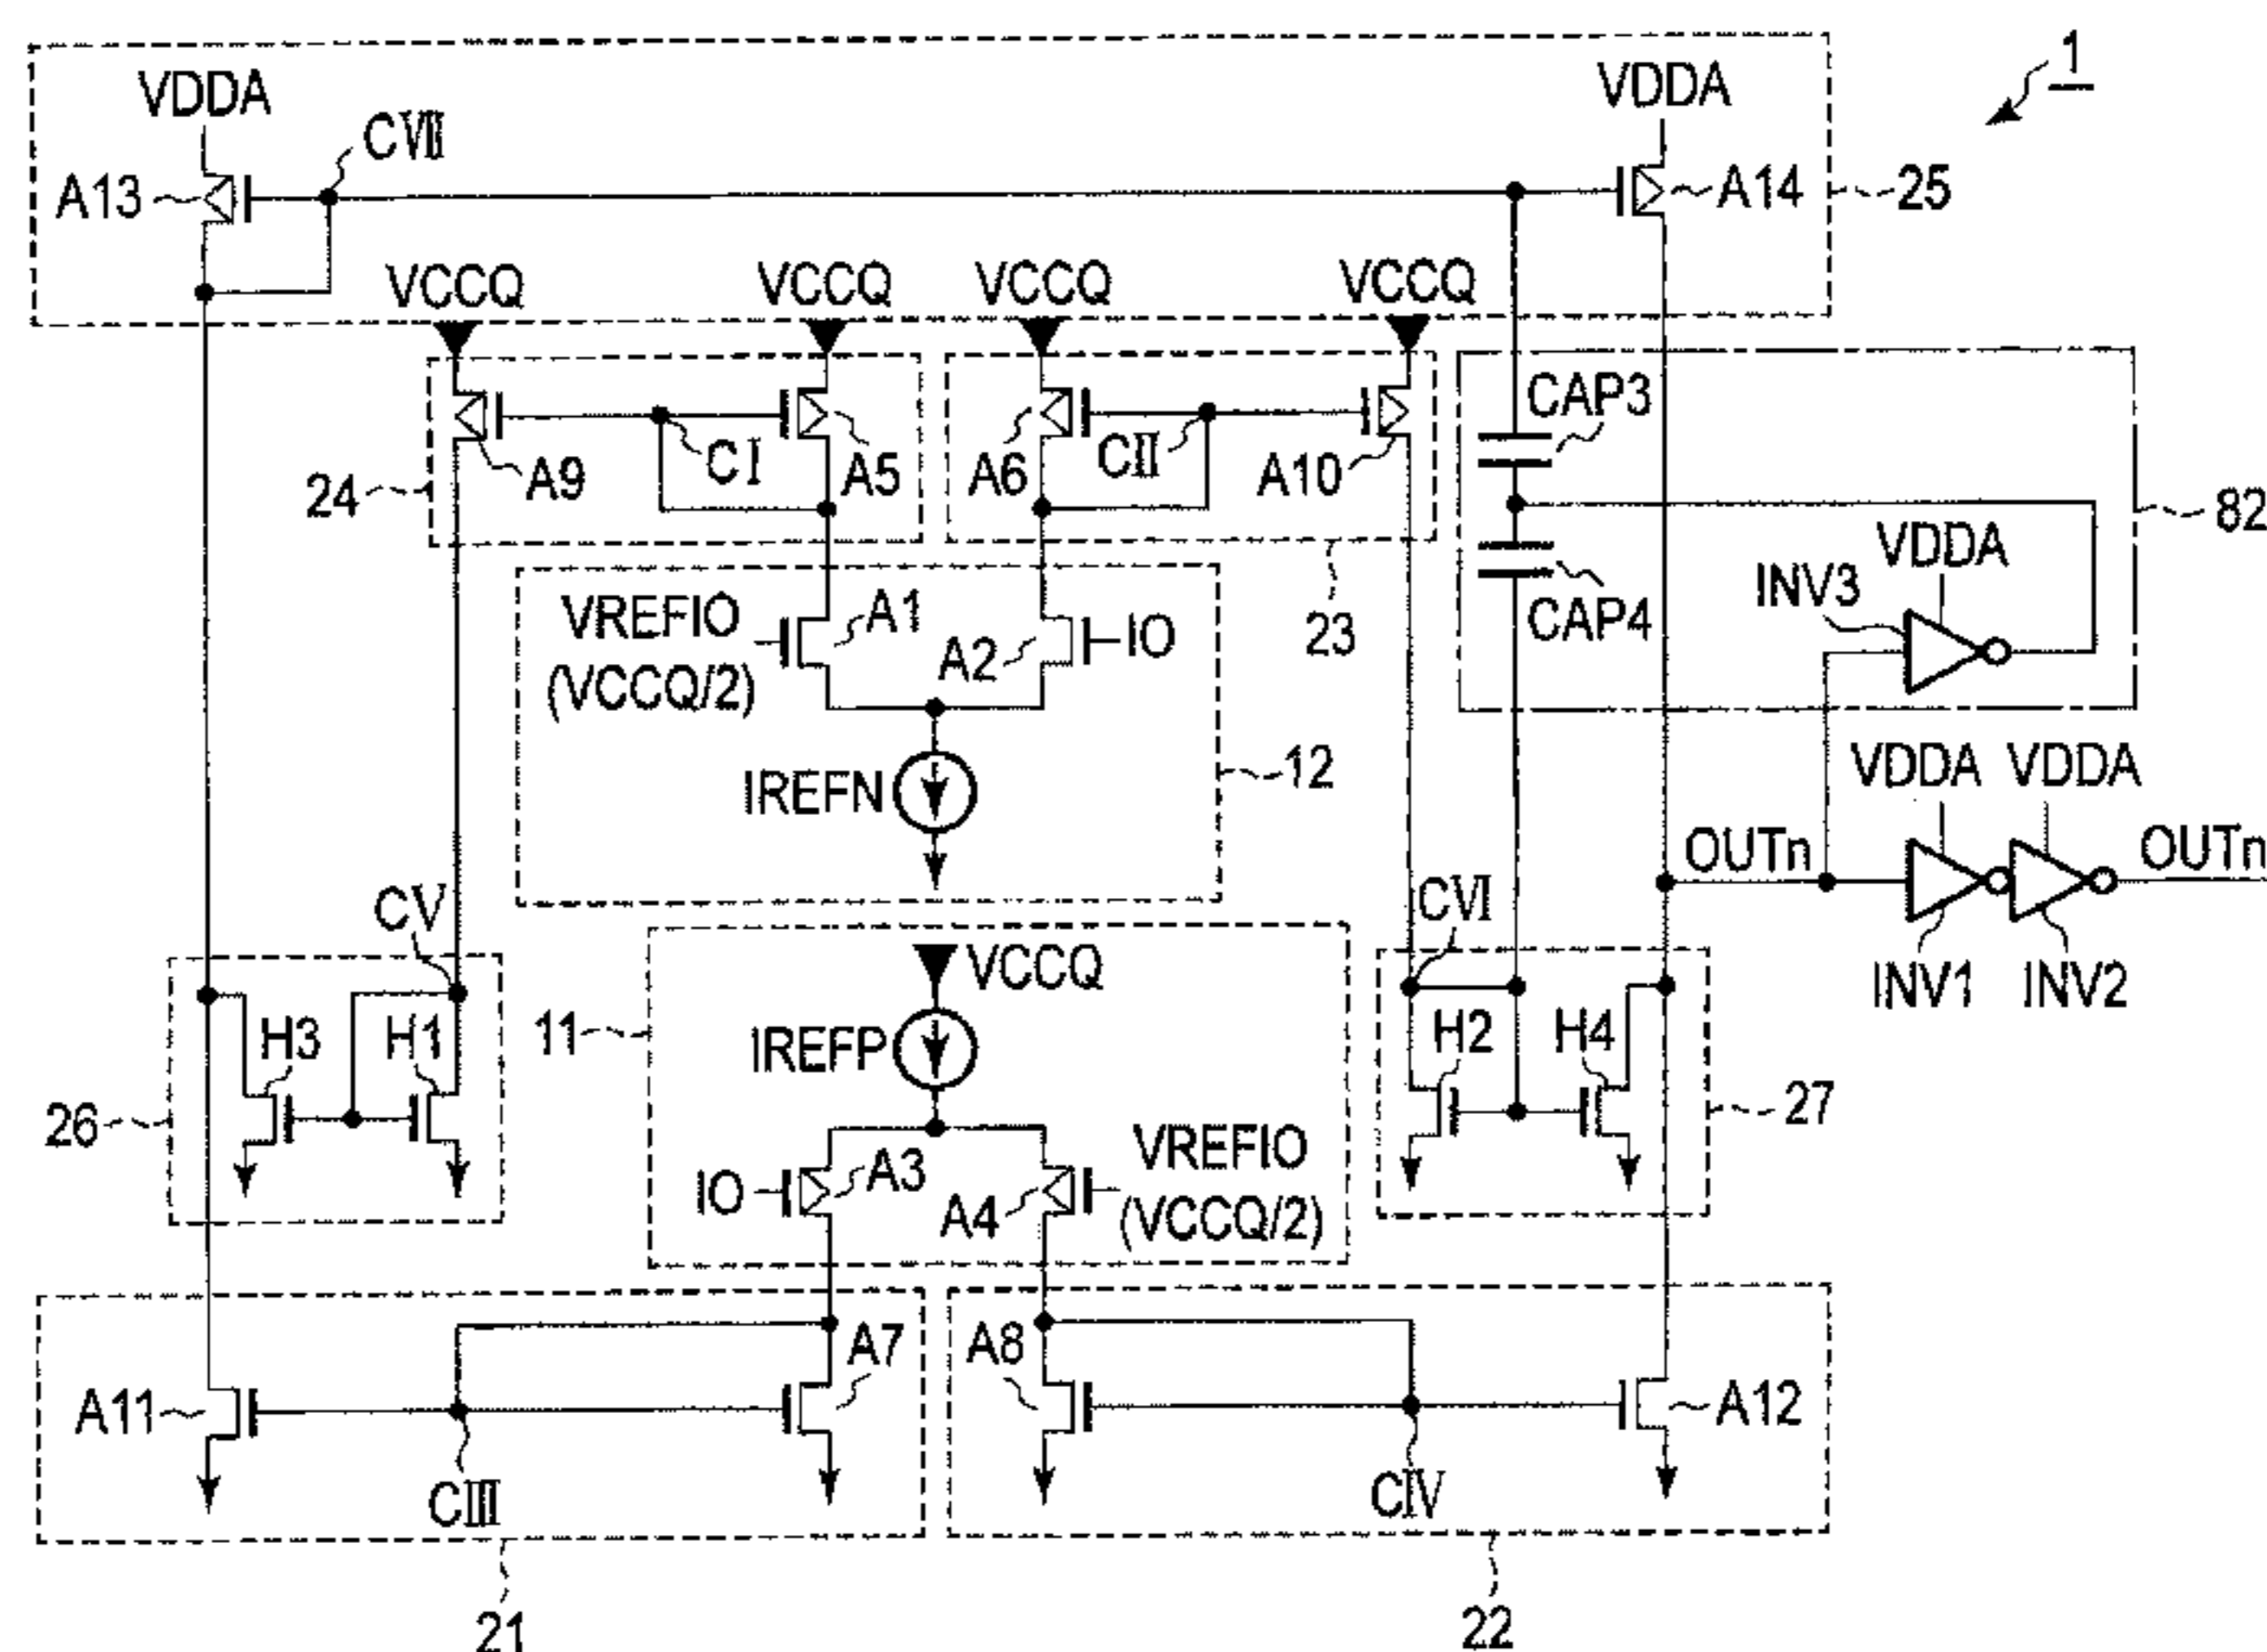 1
VDDA
VDDA
CⅦ
A13
A14
25
VCCQ
VCCQ
VCCQ
VCCQ
CAP3
24
A9
CⅠ
A5
A6
CⅡ
A10
82
VDDA
INV3
VREFIO
(VCCQ/2)
A1
A2
IO
23
CAP4
IREFN
12
VDDA
VDDA
OUTn
OUTn
CⅤ
CⅥ
VCCQ
INV1
INV2
11
IREFP
H3
H1
H2
H4
26
27
IO
A3
A4
VREFIO
(VCCQ/2)
A11
A7
A8
A12
CⅢ
CⅣ
21
22